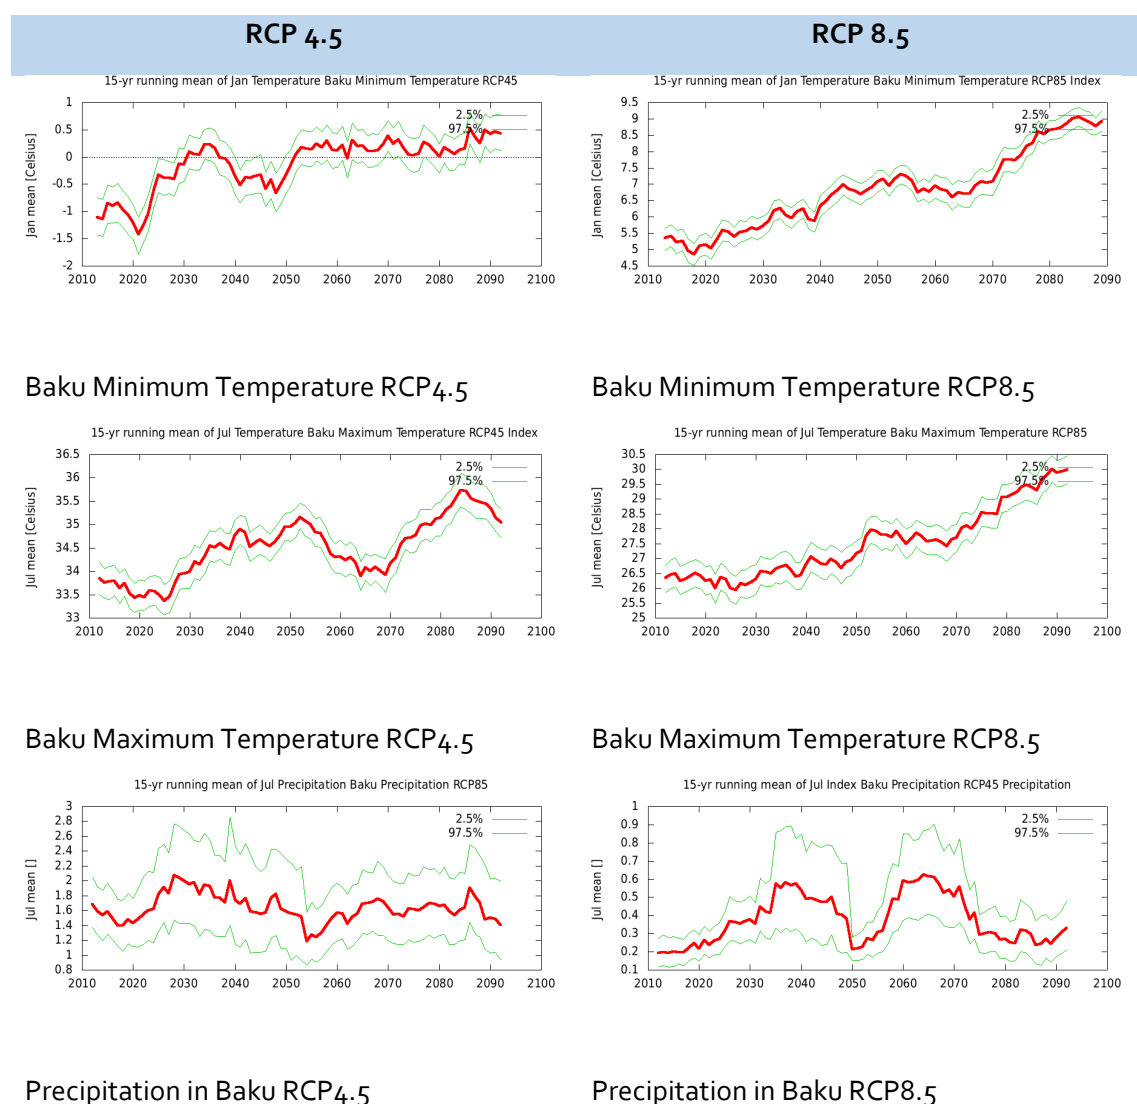 RCP 4.5
RCP 8.5
15-yr running mean of Jan Temperature Baku Minimum Temperature RCP45
1
0.5
0
-0.5
-1
-1.5
-2
Jan mean [Celsius]
2.5%
97.5%
2010 2020 2030 2040 2050 2060 2070 2080 2090 2100
15-yr running mean of Jan Temperature Baku Minimum Temperature RCP85 Index
9.5
9
8.5
8
7.5
7
6.5
6
5.5
5
4.5
Jan mean [Celsius]
2.5%
97.5%
2010 2020 2030 2040 2050 2060 2070 2080 2090
Baku Minimum Temperature RCP4.5
Baku Minimum Temperature RCP8.5
15-yr running mean of Jul Temperature Baku Maximum Temperature RCP45 Index
36.5
36
35.5
35
34.5
34
33.5
33
Jul mean [Celsius]
2.5%
97.5%
2010 2020 2030 2040 2050 2060 2070 2080 2090 2100
15-yr running mean of Jul Temperature Baku Maximum Temperature RCP85
30.5
30
29.5
29
28.5
28
27.5
27
26.5
26
25.5
25
Jul mean [Celsius]
2.5%
97.5%
2010 2020 2030 2040 2050 2060 2070 2080 2090 2100
Baku Maximum Temperature RCP4.5
Baku Maximum Temperature RCP8.5
15-yr running mean of Jul Precipitation Baku Precipitation RCP85
3
2.8
2.6
2.4
2.2
2
1.8
1.6
1.4
1.2
1
0.8
Jul mean []
2.5%
97.5%
2010 2020 2030 2040 2050 2060 2070 2080 2090 2100
15-yr running mean of Jul Index Baku Precipitation RCP45 Precipitation
1
0.9
0.8
0.7
0.6
0.5
0.4
0.3
0.2
0.1
Jul mean []
2.5%
97.5%
2010 2020 2030 2040 2050 2060 2070 2080 2090 2100
Precipitation in Baku RCP4.5
Precipitation in Baku RCP8.5